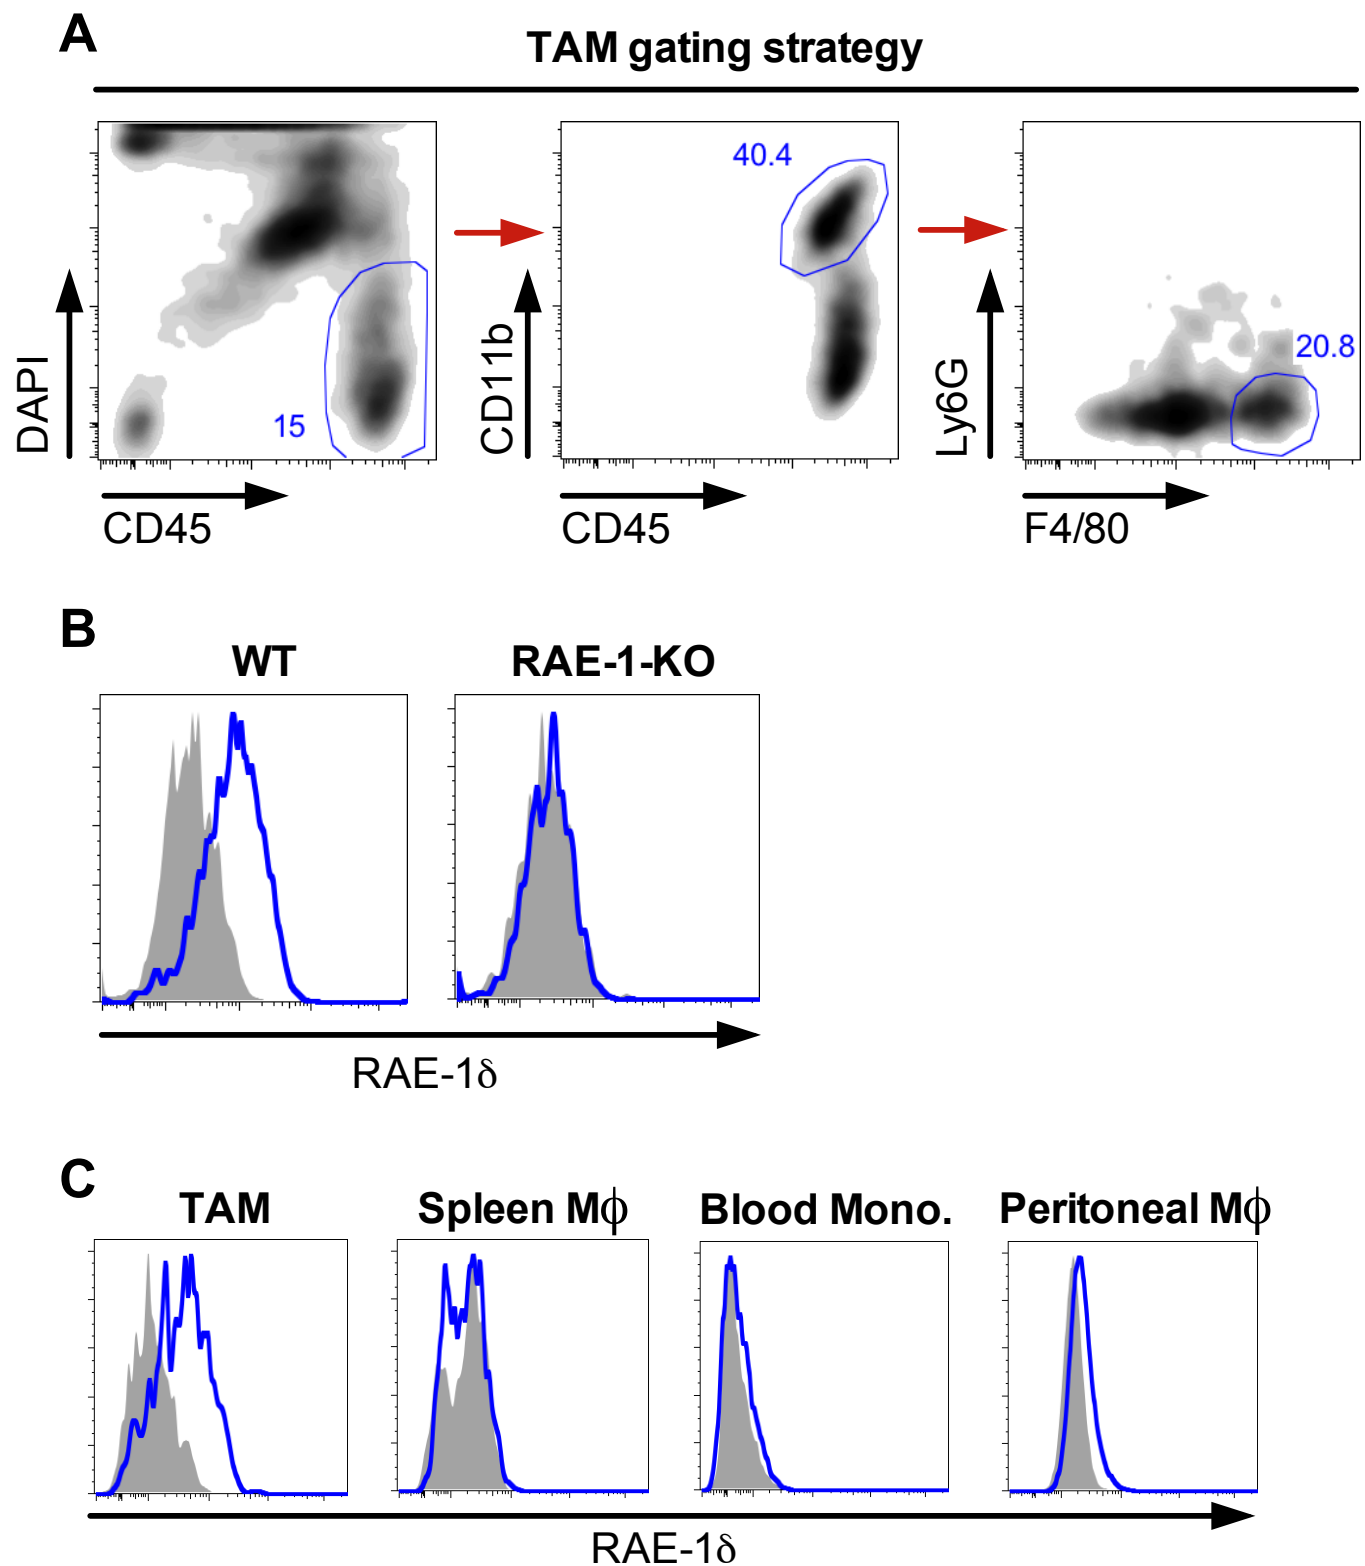 A
TAM gating strategy
DAPI
15
CD45
CD11b
40.4
CD45
Ly6G
20.8
F4/80
B
WT
RAE-1-KO
RAE-1δ
C
TAM
Spleen Mϕ
Blood Mono.
Peritoneal Mϕ
RAE-1δ